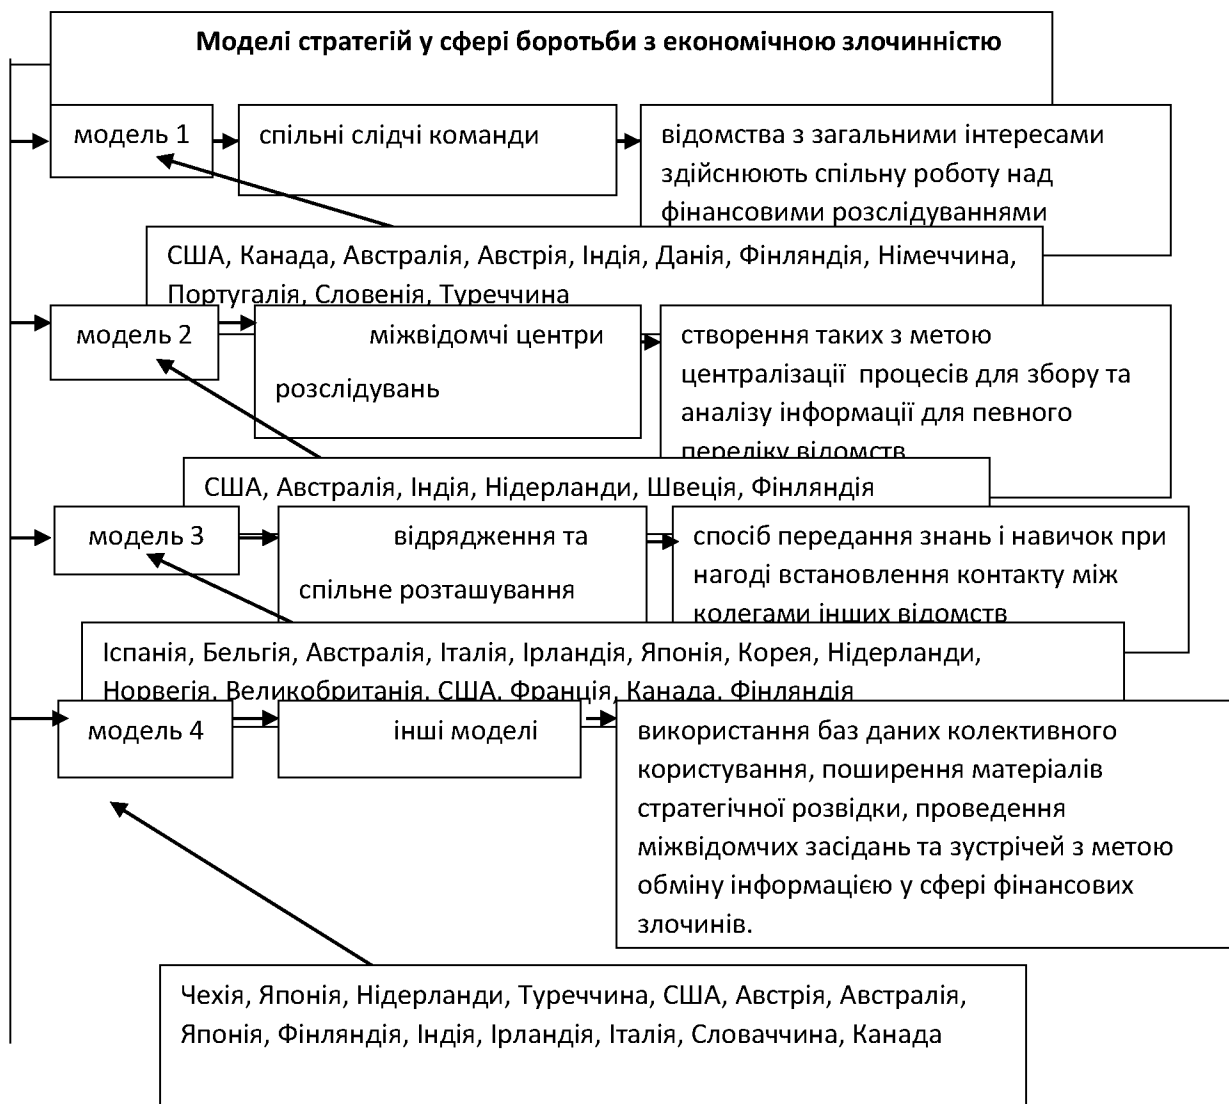 Моделі стратегій у сфері боротьби з економічною злочинністю
модель 1
спільні слідчі команди
відомства з загальними інтересами
здійснюють спільну роботу над
фінансовими розслідуваннями
США, Канада, Австралія, Австрія, Індія, Данія, Фінляндія, Німеччина,
Португалія, Словенія, Туреччина
модель 2
міжвідомчі центри
розслідувань
створення таких з метою
централізації процесів для збору та
аналізу інформації для певного
переліку відомств
США, Австралія, Індія, Нідерланди, Швеція, Фінляндія
модель 3
відрядження та
спільне розташування
спосіб передання знань і навичок при
нагоді встановлення контакту між
колегами інших відомств
Іспанія, Бельгія, Австралія, Італія, Ірландія, Японія, Корея, Нідерланди,
Норвегія, Великобританія, США, Франція, Канада, Фінляндія
модель 4
інші моделі
використання баз даних колективного
користування, поширення матеріалів
стратегічної розвідки, проведення
міжвідомчих засідань та зустрічей з метою
обміну інформацією у сфері фінансових
злочинів.
Чехія, Японія, Нідерланди, Туреччина, США, Австрія, Австралія,
Японія, Фінляндія, Індія, Ірландія, Італія, Словаччина, Канада